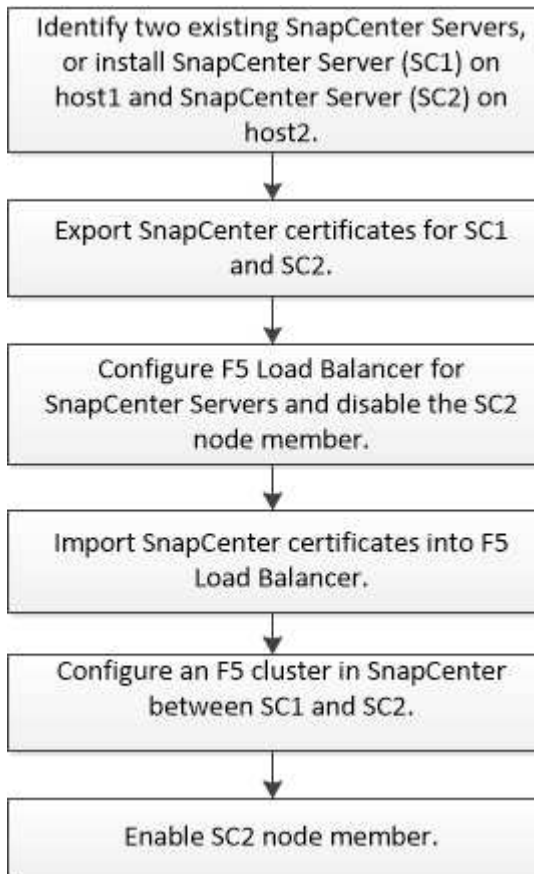 Identify two existing SnapCenter Servers,
or install SnapCenter Server (SC1) on
host1 and SnapCenter Server (SC2) on
host2.
Export SnapCenter certificates for SC1
and SC2.
Configure F5 Load Balancer for
SnapCenter Servers and disable the SC2
node member.
Import SnapCenter certificates into F5
Load Balancer.
Configure an F5 cluster in SnapCenter
between SC1 and SC2.
Enable SC2 node member.